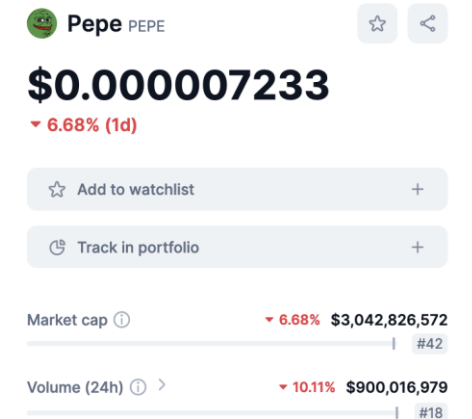 Pepe PEPE
$0.000007233
6.68% (1d)
Add to watchlist
Track in portfolio
Market cap 6.68% $3,042,826,572
#42
Volume (24h) 10.11% $900,016,979
#18